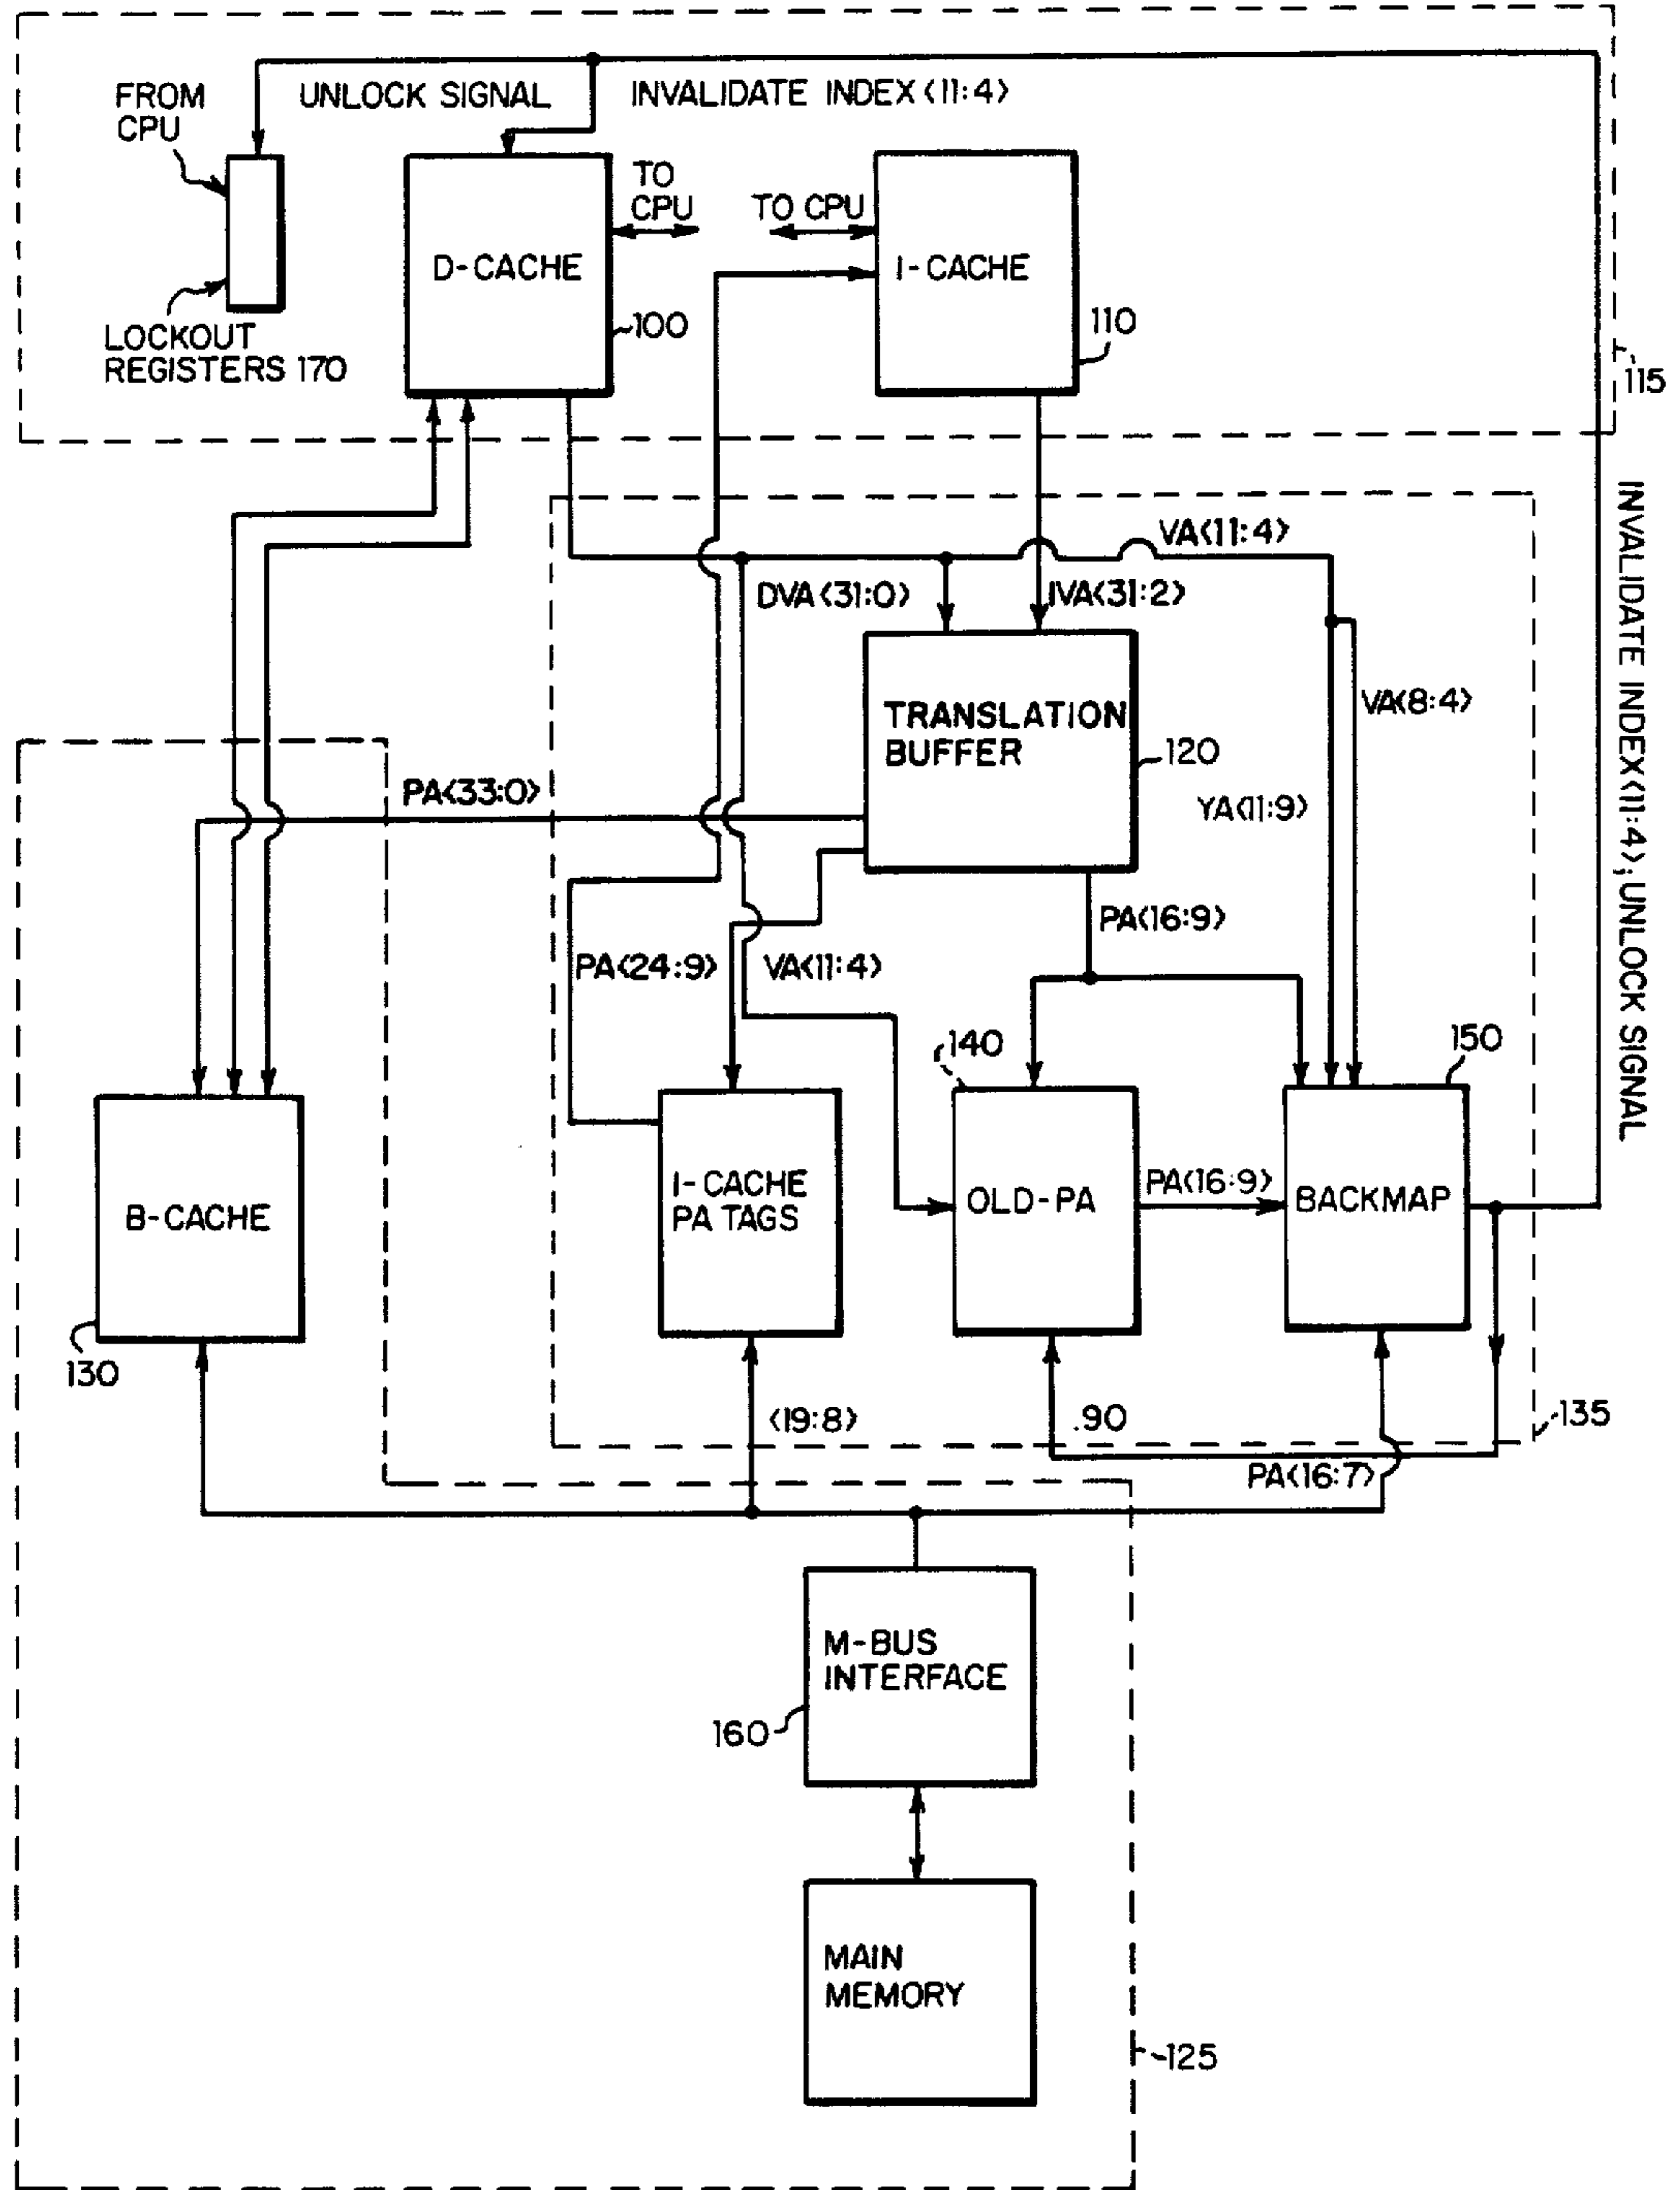 FROM
CPU
UNLOCK SIGNAL
INVALIDATE INDEX<11:4>
TO
CPU
TO CPU
D-CACHE
I-CACHE
100
110
LOCKOUT
REGISTERS 170
115
VA<11:4>
DVA<31:0>
IVA<31:2>
INVALIDATE INDEX<11:4>; UNLOCK SIGNAL
TRANSLATION
BUFFER
120
VA<8:4>
YA<11:9>
PA<33:0>
PA<16:9>
PA<24:9>
VA<11:4>
140
150
B-CACHE
I-CACHE
PA TAGS
OLD-PA
PA<16:9>
BACKMAP
130
<19:8>
.90
135
PA<16:7>
M-BUS
INTERFACE
160
MAIN
MEMORY
125